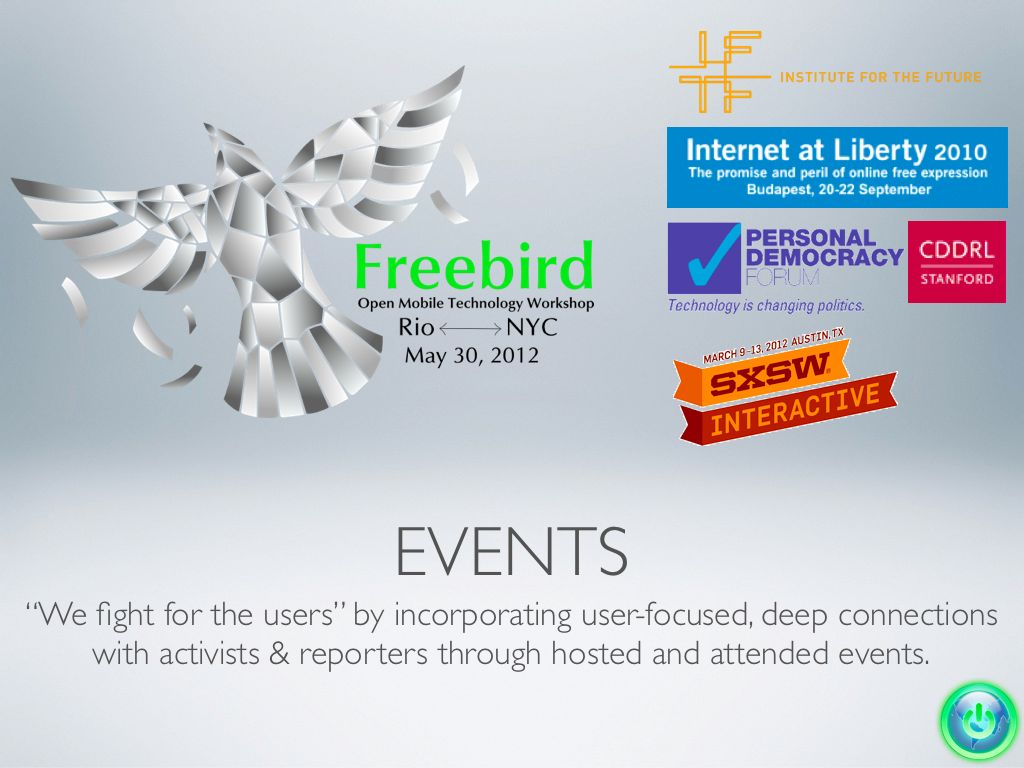 INSTITUTE FOR THE FUTURE
Internet at Liberty 2010
The promise and peril of online free expression
Budapest, 20-22 September
PERSONAL
DEMOCRACY
FORUM
Technology is changing politics.
CDDRL
STANFORD
Freebird
Open Mobile Technology Workshop
Rio ⟷ NYC
May 30, 2012
MARCH 9-13, 2012 AUSTIN, TX
SXSW®
INTERACTIVE
EVENTS
“We fight for the users” by incorporating user-focused, deep connections
with activists & reporters through hosted and attended events.